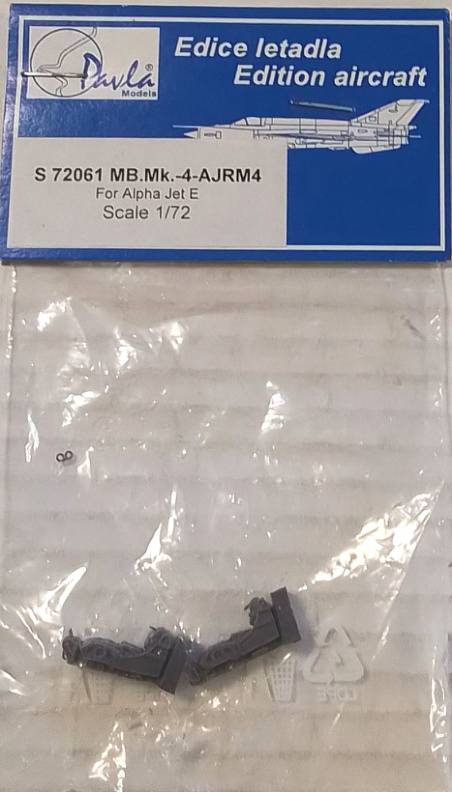 Pavla®
Models
Edice letadla
Edition aircraft
S 72061 MB.Mk.-4-AJRM4
For Alpha Jet E
Scale 1/72
LDPE